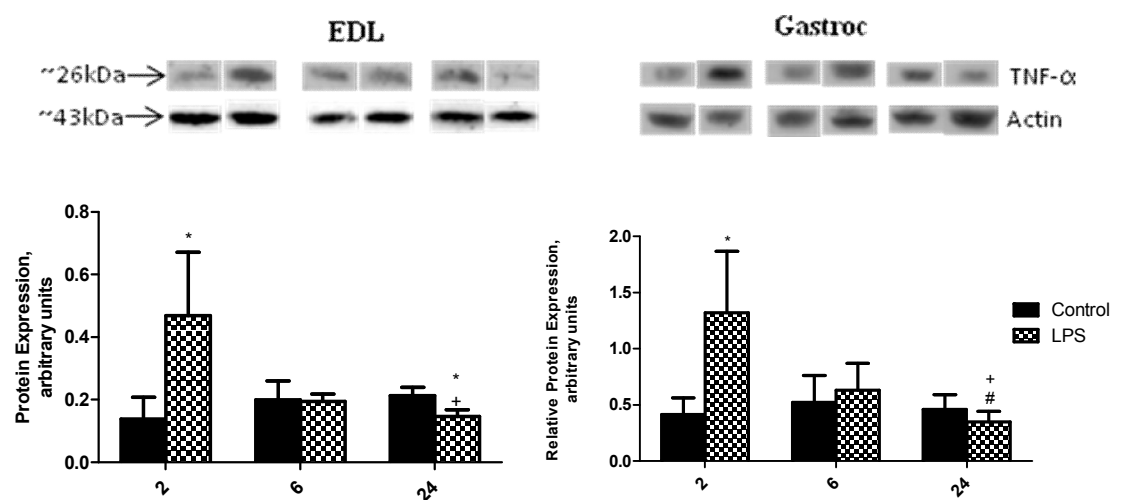 EDL
Gastroc
~26kDa
TNF-α
~43kDa
Actin
Protein Expression,
arbitrary units
0.8
0.6
0.4
0.2
0.0
*
*
+
2
6
24
Relative Protein Expression,
arbitrary units
2.0
1.5
1.0
0.5
0.0
*
+
#
2
6
24
Control
LPS